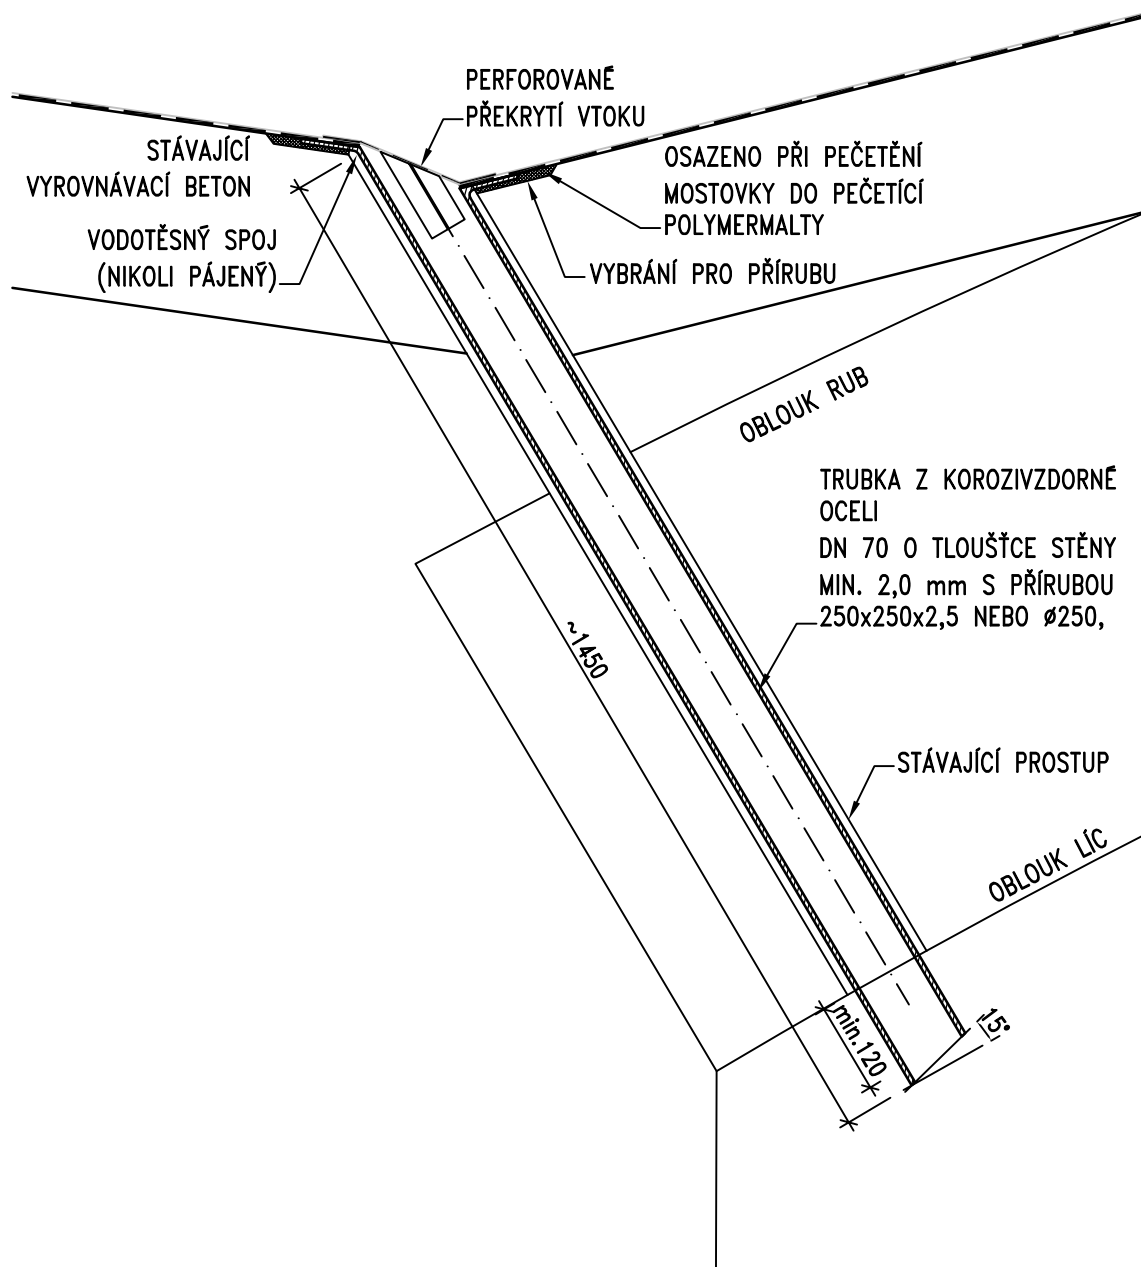 PERFOROVANÉ
PŘEKRYTÍ VTOKU
STÁVAJÍCÍ
VYROVNÁVACÍ BETON
VODOTĚSNÝ SPOJ
(NIKOLI PÁJENÝ)
OSAZENO PŘI PEČETĚNÍ
MOSTOVKY DO PEČETÍCÍ
POLYMERMALTY
VYBRÁNÍ PRO PŘÍRUBU
OBLOUK RUB
TRUBKA Z KOROZIVZDORNÉ
OCELI
DN 70 O TLOUŠŤCE STĚNY
MIN. 2,0 mm S PŘÍRUBOU
250x250x2,5 NEBO Ø250,
~1450
STÁVAJÍCÍ PROSTUP
OBLOUK LÍC
min.120
15°